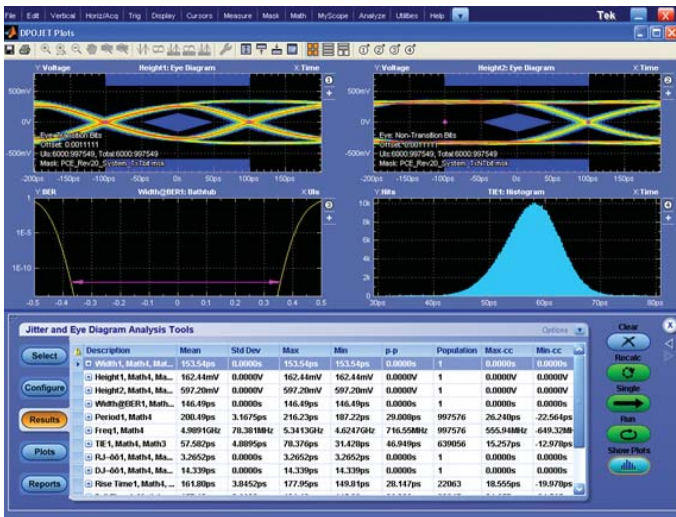 File Edit Vertical Horiz/Acq Trig Display Cursors Measure Mask Math MyScope Analyze Utilities Help Tek
DPOJET Plots
Y:Voltage Height1: Eye Diagram X:Time
500mV
0V
-500mV
Eye: Transition Bits
Offset: 0.0011111
UIs:6000:997549, Total:6000:997549
-200ps -150ps -100ps -50ps 0s 50ps 100ps 150ps
Y:Voltage Height2: Eye Diagram X:Time
500mV
0V
-500mV
Eye: Non-Transition Bits
Offset: 0.0011111
UIs:6000:997549, Total:6000:997549
-200ps -150ps -100ps -50ps 0s 50ps 100ps 150ps
Y:BER Width@BER1: Bathtub X:UIs
1E-5
1E-10
-0.5 -0.4 -0.3 -0.2 -0.1 0 0.1 0.2 0.3 0.4 0.5
Y:Hits TIE1: Histogram X:Time
10k
8k
6k
4k
2k
0
30ps 40ps 50ps 60ps 70ps 80ps
Jitter and Eye Diagram Analysis Tools Options
Select
Configure
Results
Plots
Reports
Description Mean Std Dev Max Min p-p Population Max-cc Min-cc
Width1, Math4, Mat... 153.54ps 0.0000s 153.54ps 153.54ps 0.0000s 1 0.0000s 0.0000s
Height1, Math4, Ma... 162.44mV 0.0000V 162.44mV 162.44mV 0.0000V 1 0.0000V 0.0000V
Height2, Math4, Ma... 597.20mV 0.0000V 597.20mV 597.20mV 0.0000V 1 0.0000V 0.0000V
Width@BER1, Math... 146.49ps 0.0000s 146.49ps 146.49ps 0.0000s 1 0.0000s 0.0000s
Period1, Math4 200.49ps 3.1675ps 216.23ps 187.22ps 29.008ps 997576 26.240ps -22.564ps
Freq1, Math4 4.9891GHz 78.381MHz 5.3413GHz 4.6247GHz 716.55MHz 997576 555.94MHz -649.32MH
TIE1, Math4, Math3 57.582ps 4.8895ps 78.376ps 31.428ps 46.949ps 639056 15.257ps -12.978ps
RJ-δδ1, Math4, Ma... 3.2652ps 0.0000s 3.2652ps 3.2652ps 0.0000s 1 0.0000s 0.0000s
DJ-δδ1, Math4, Ma... 14.339ps 0.0000s 14.339ps 14.339ps 0.0000s 1 0.0000s 0.0000s
Rise Time1, Math4, ... 161.80ps 3.8452ps 177.95ps 149.81ps 28.147ps 22063 18.555ps -19.978ps
Clear
Recalc
Single
Run
Show Plots